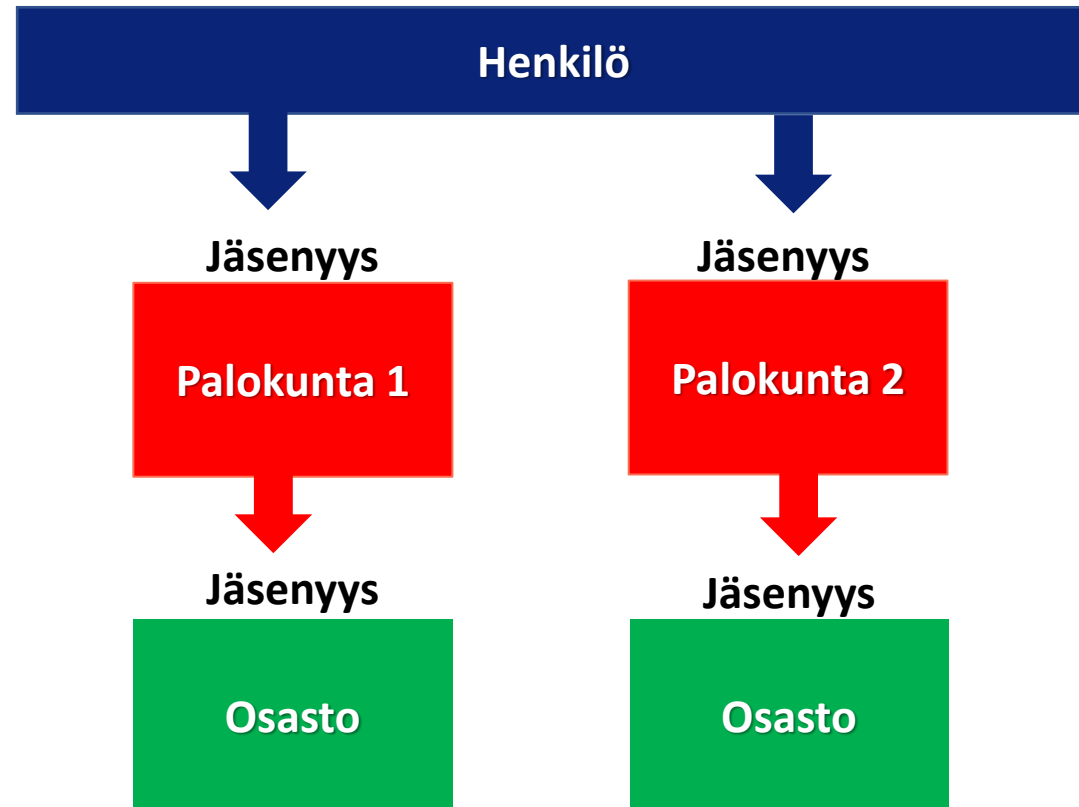 Henkilö
Jäsenyys
Jäsenyys
Palokunta 1
Palokunta 2
Jäsenyys
Jäsenyys
Osasto
Osasto